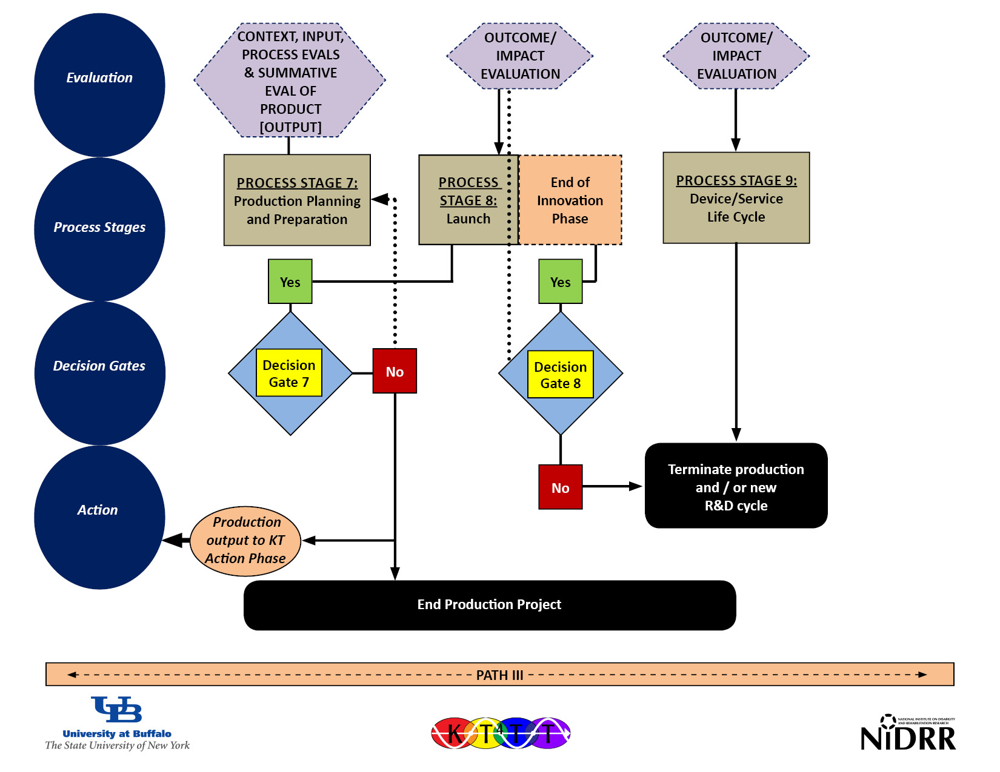 Evaluation
CONTEXT, INPUT,
PROCESS EVALS
& SUMMATIVE
EVAL OF
PRODUCT
[OUTPUT]
OUTCOME/
IMPACT
EVALUATION
OUTCOME/
IMPACT
EVALUATION
Process Stages
PROCESS STAGE 7:
Production Planning
and Preparation
PROCESS
STAGE 8:
Launch
End of
Innovation
Phase
PROCESS STAGE 9:
Device/Service
Life Cycle
Yes
Yes
Decision Gates
Decision
Gate 7
No
Decision
Gate 8
Action
No
Terminate production
and / or new
R&D cycle
Production
output to KT
Action Phase
End Production Project
PATH III
UB
University at Buffalo
The State University of New York
KT4TT
NATIONAL INSTITUTE ON DISABILITY
AND REHABILITATION RESEARCH
NiDRR